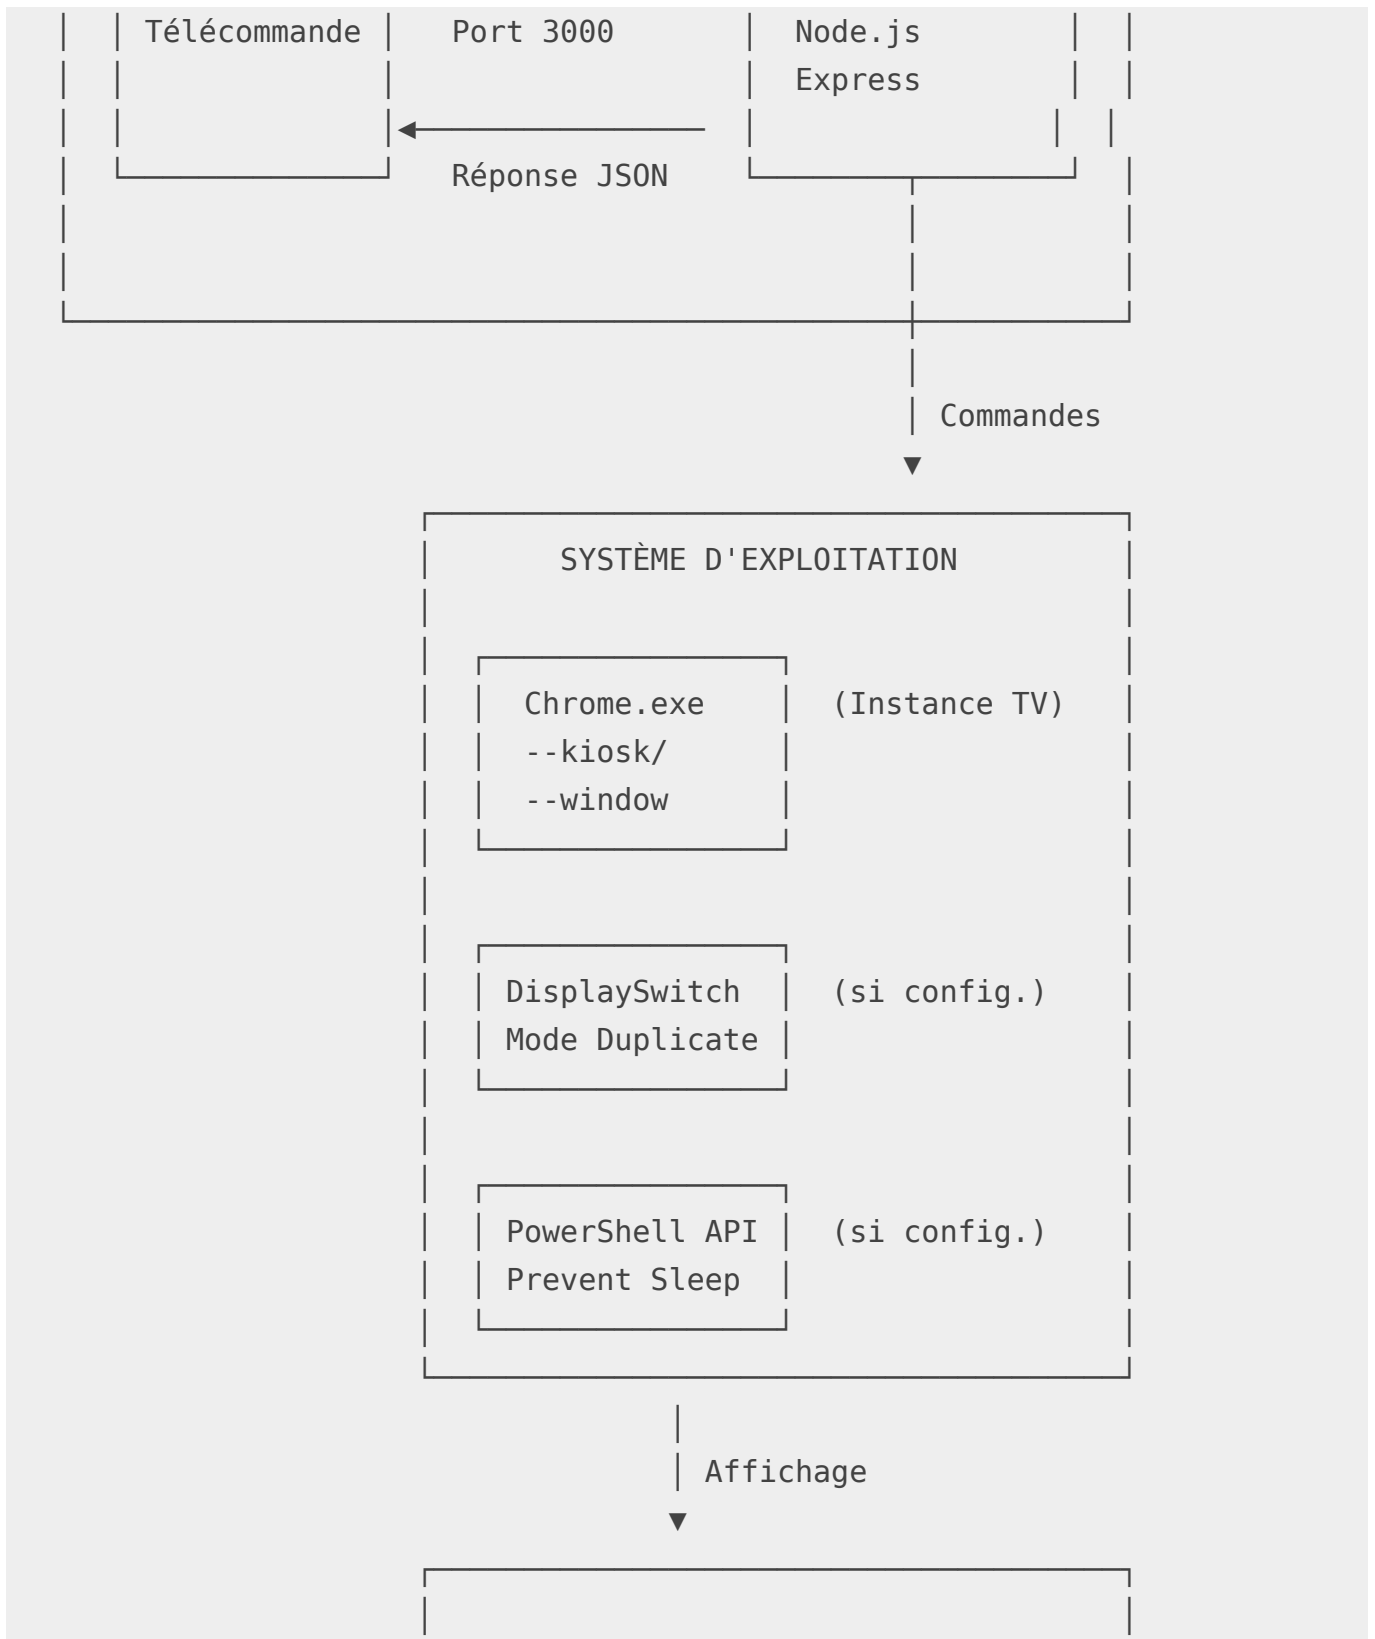 Télécommande Port 3000 Node.js
Express
Réponse JSON
Commandes
SYSTÈME D'EXPLOITATION
Chrome.exe (Instance TV)
--kiosk/
--window
DisplaySwitch (si config.)
Mode Duplicate
PowerShell API (si config.)
Prevent Sleep
Affichage